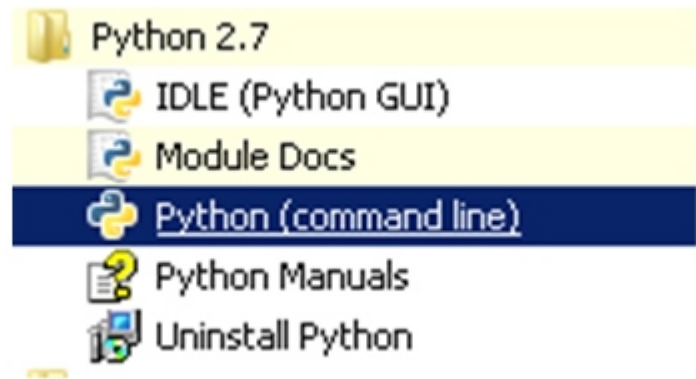 Python 2.7
IDLE (Python GUI)
Module Docs
Python (command line)
Python Manuals
Uninstall Python